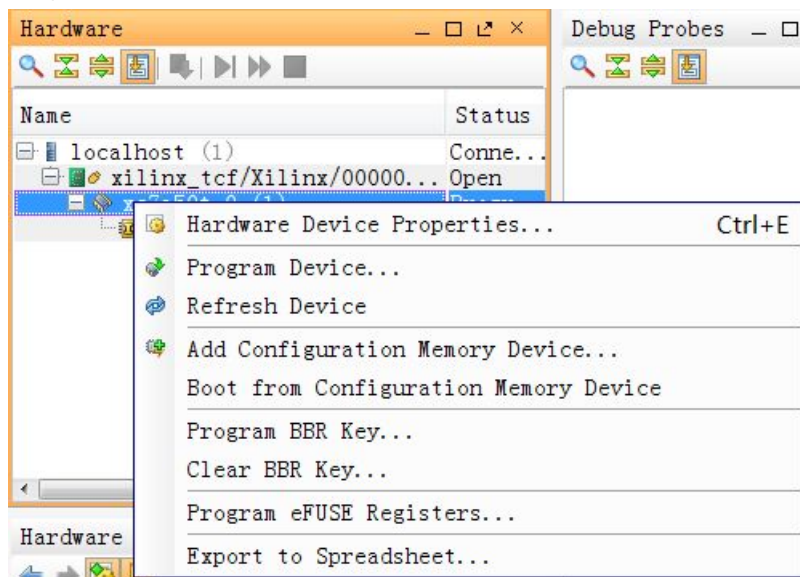 Hardware
Debug Probes
Name Status
localhost (1) Conne...
xilinx_tcf/Xilinx/00000... Open
Hardware Device Properties... Ctrl+E
Program Device...
Refresh Device
Add Configuration Memory Device...
Boot from Configuration Memory Device
Program BBR Key...
Clear BBR Key...
Program eFUSE Registers...
Export to Spreadsheet...
Hardware